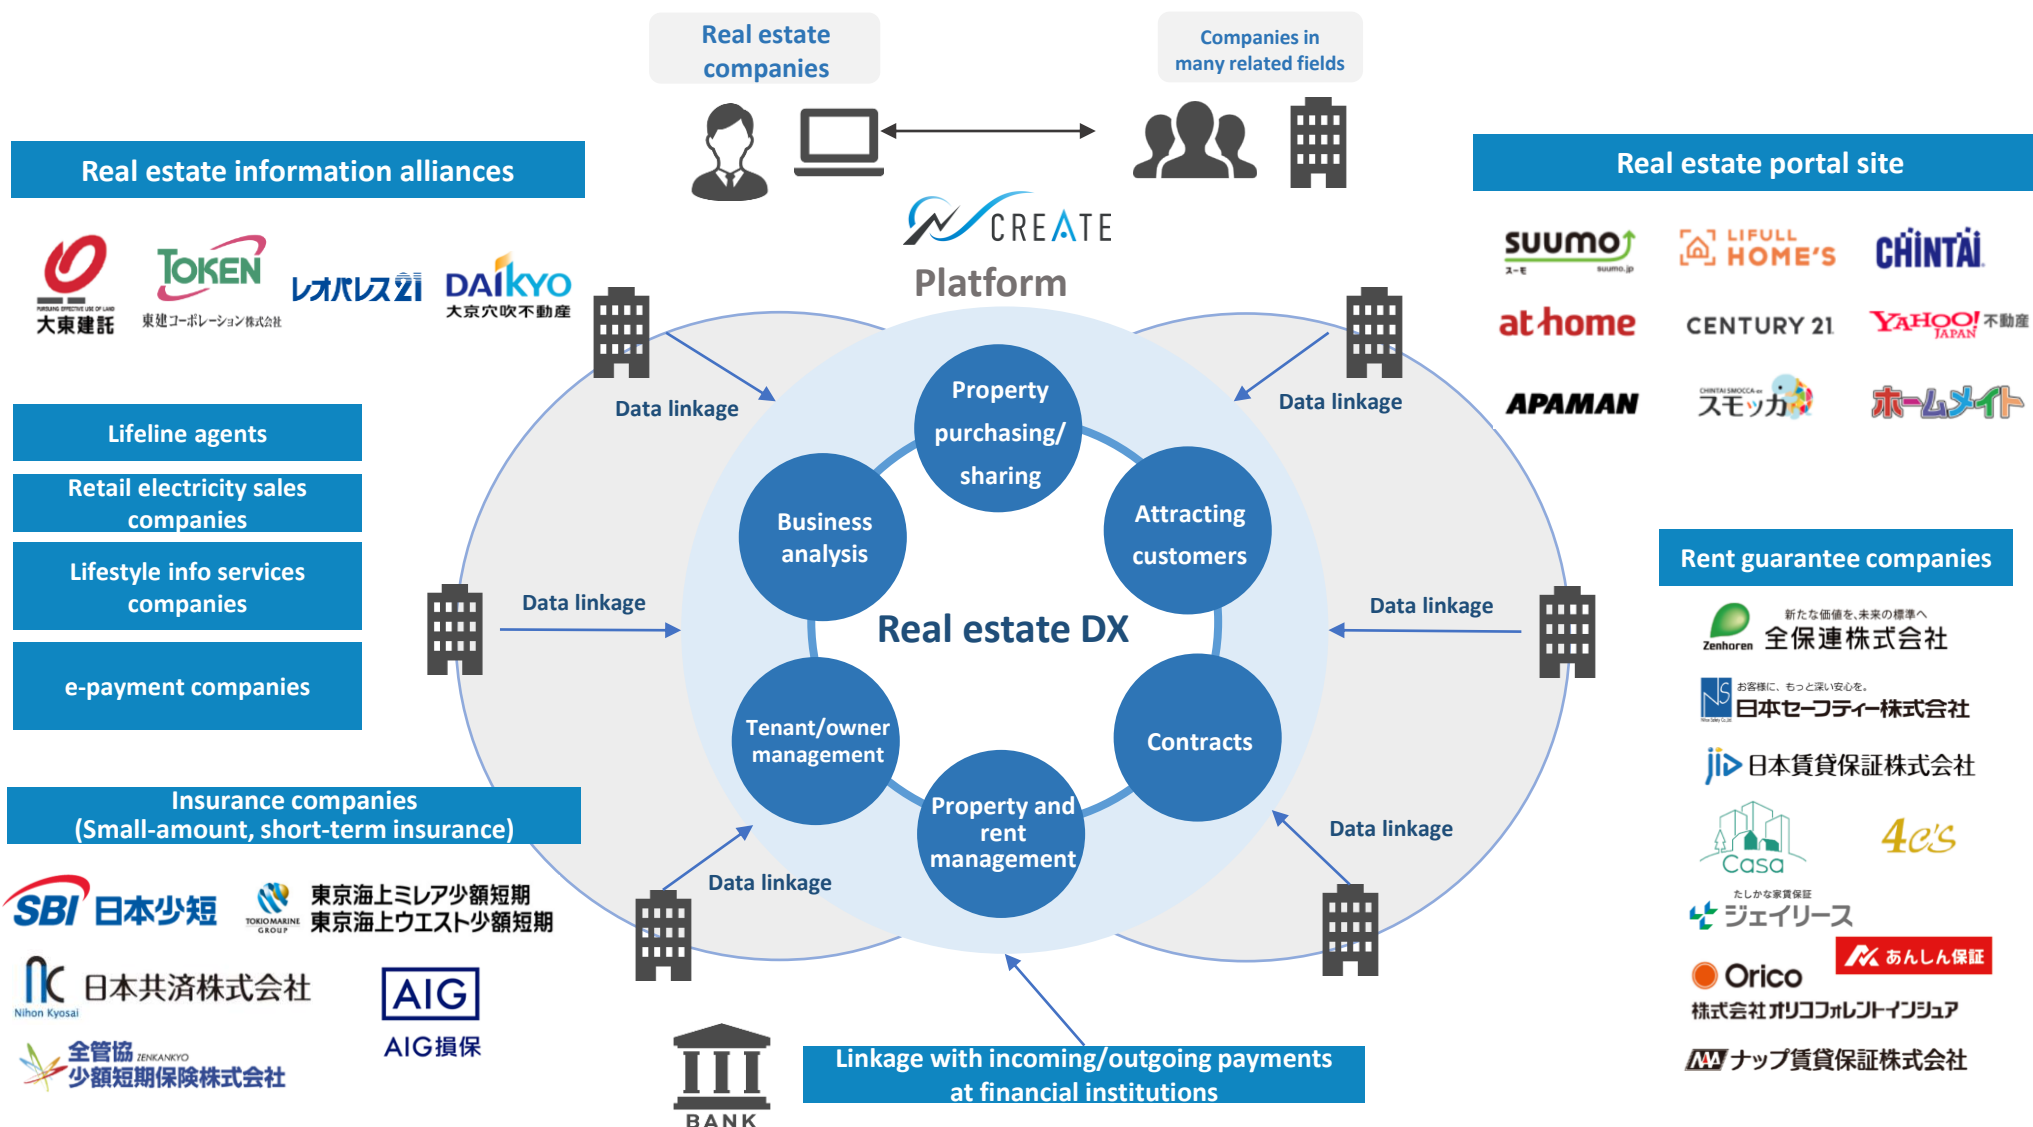 Real estate
companies
Companies in
many related fields
CREATE
Platform
Real estate information alliances
大東建託
TOKEN
東建コーポレーション株式会社
レオパレス21
DAIKYO
大京穴吹不動産
Real estate portal site
SUUMO
スーモ
suumo.jp
LIFULL
HOME'S
CHINTAI
at home
CENTURY 21
YAHOO!
JAPAN
不動産
APAMAN
スモッカ
ホームメイト
Lifeline agents
Retail electricity sales
companies
Lifestyle info services
companies
e-payment companies
Data linkage
Data linkage
Data linkage
Data linkage
Data linkage
Data linkage
Property
purchasing/
sharing
Attracting
customers
Contracts
Property and
rent
management
Tenant/owner
management
Business
analysis
Real estate DX
Insurance companies
(Small-amount, short-term insurance)
SBI 日本少短
TOKIO MARINE
GROUP
東京海上ミレア少額短期
東京海上ウエスト少額短期
日本共済株式会社
Nihon Kyosai
AIG
AIG損保
全管協 ZENKANKYO
少額短期保険株式会社
Rent guarantee companies
新たな価値を、未来の標準へ
Zenhoren 全保連株式会社
お客様に、もっと深い安心を。
NS
日本セーフティー株式会社
jiD 日本賃貸保証株式会社
Casa
4c's
たしかな家賃保証
ジェイリース
あんしん保証
Orico
株式会社オリコフォレントインシュア
ナップ賃貸保証株式会社
BANK
Linkage with incoming/outgoing payments
at financial institutions